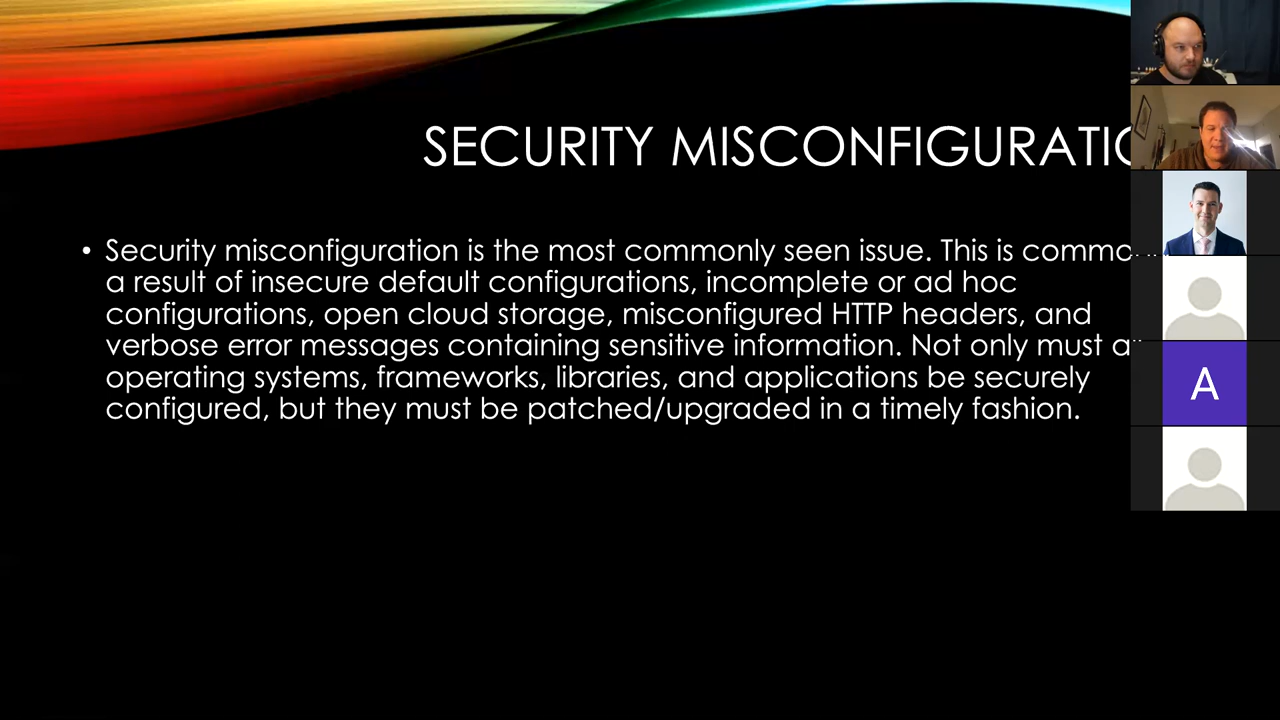 SECURITY MISCONFIGURATIO
• Security misconfiguration is the most commonly seen issue. This is
a result of insecure default configurations, incomplete or ad hoc
configurations, open cloud storage, misconfigured HTTP headers, and
verbose error messages containing sensitive information. Not only must
operating systems, frameworks, libraries, and applications be securely
configured, but they must be patched/upgraded in a timely fashion.
A